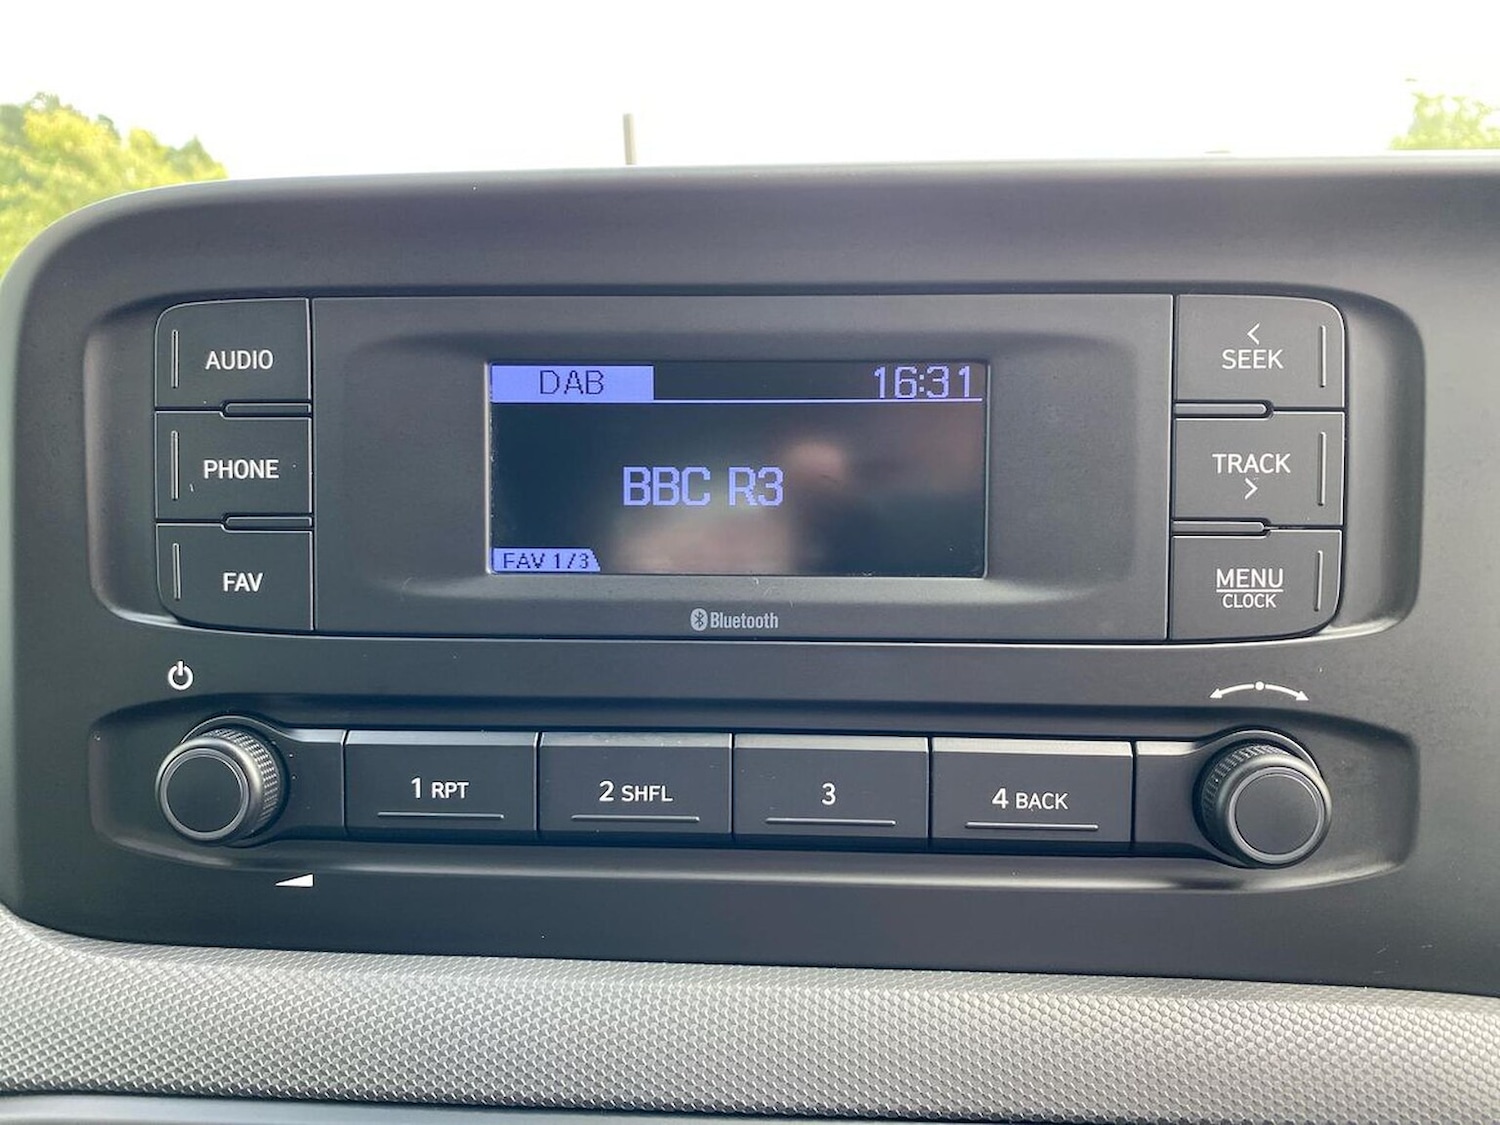 AUDIO
PHONE
FAV
DAB 16:31
BBC R3
FAV 1/3
Bluetooth
SEEK
TRACK
MENU
CLOCK
1 RPT
2 SHFL
3
4 BACK